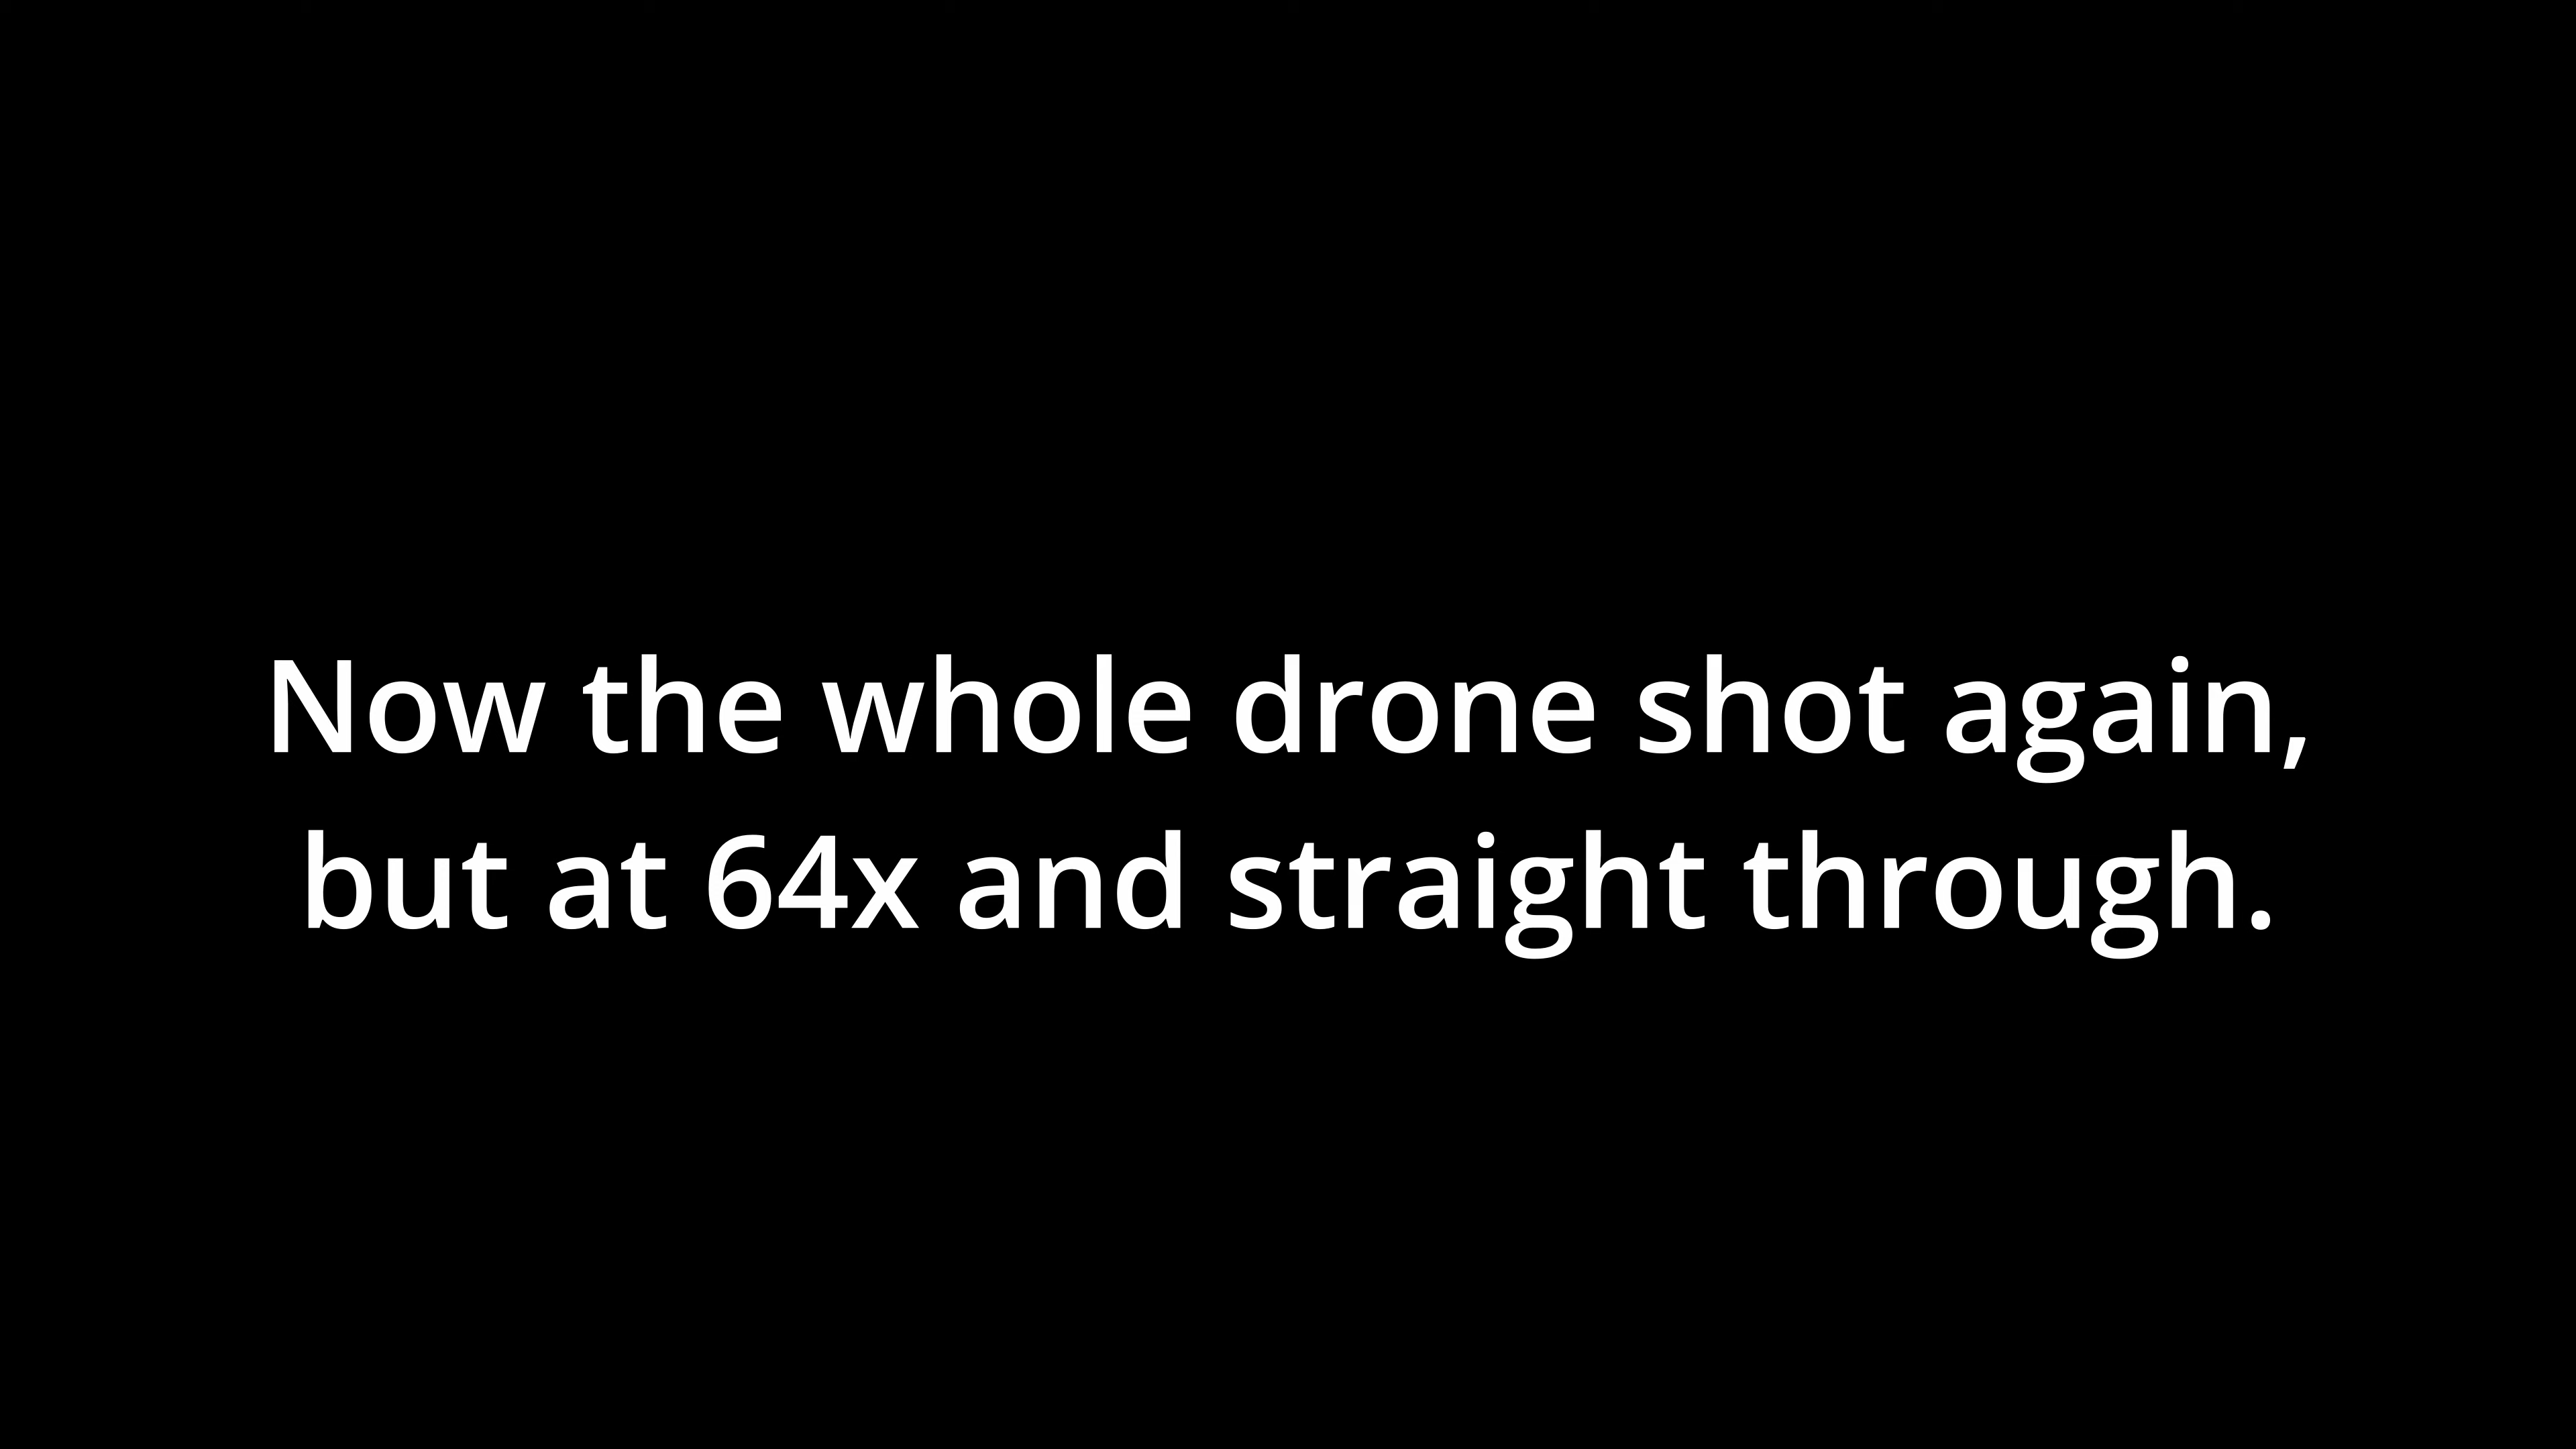 Now the whole drone shot again,
but at 64x and straight through.